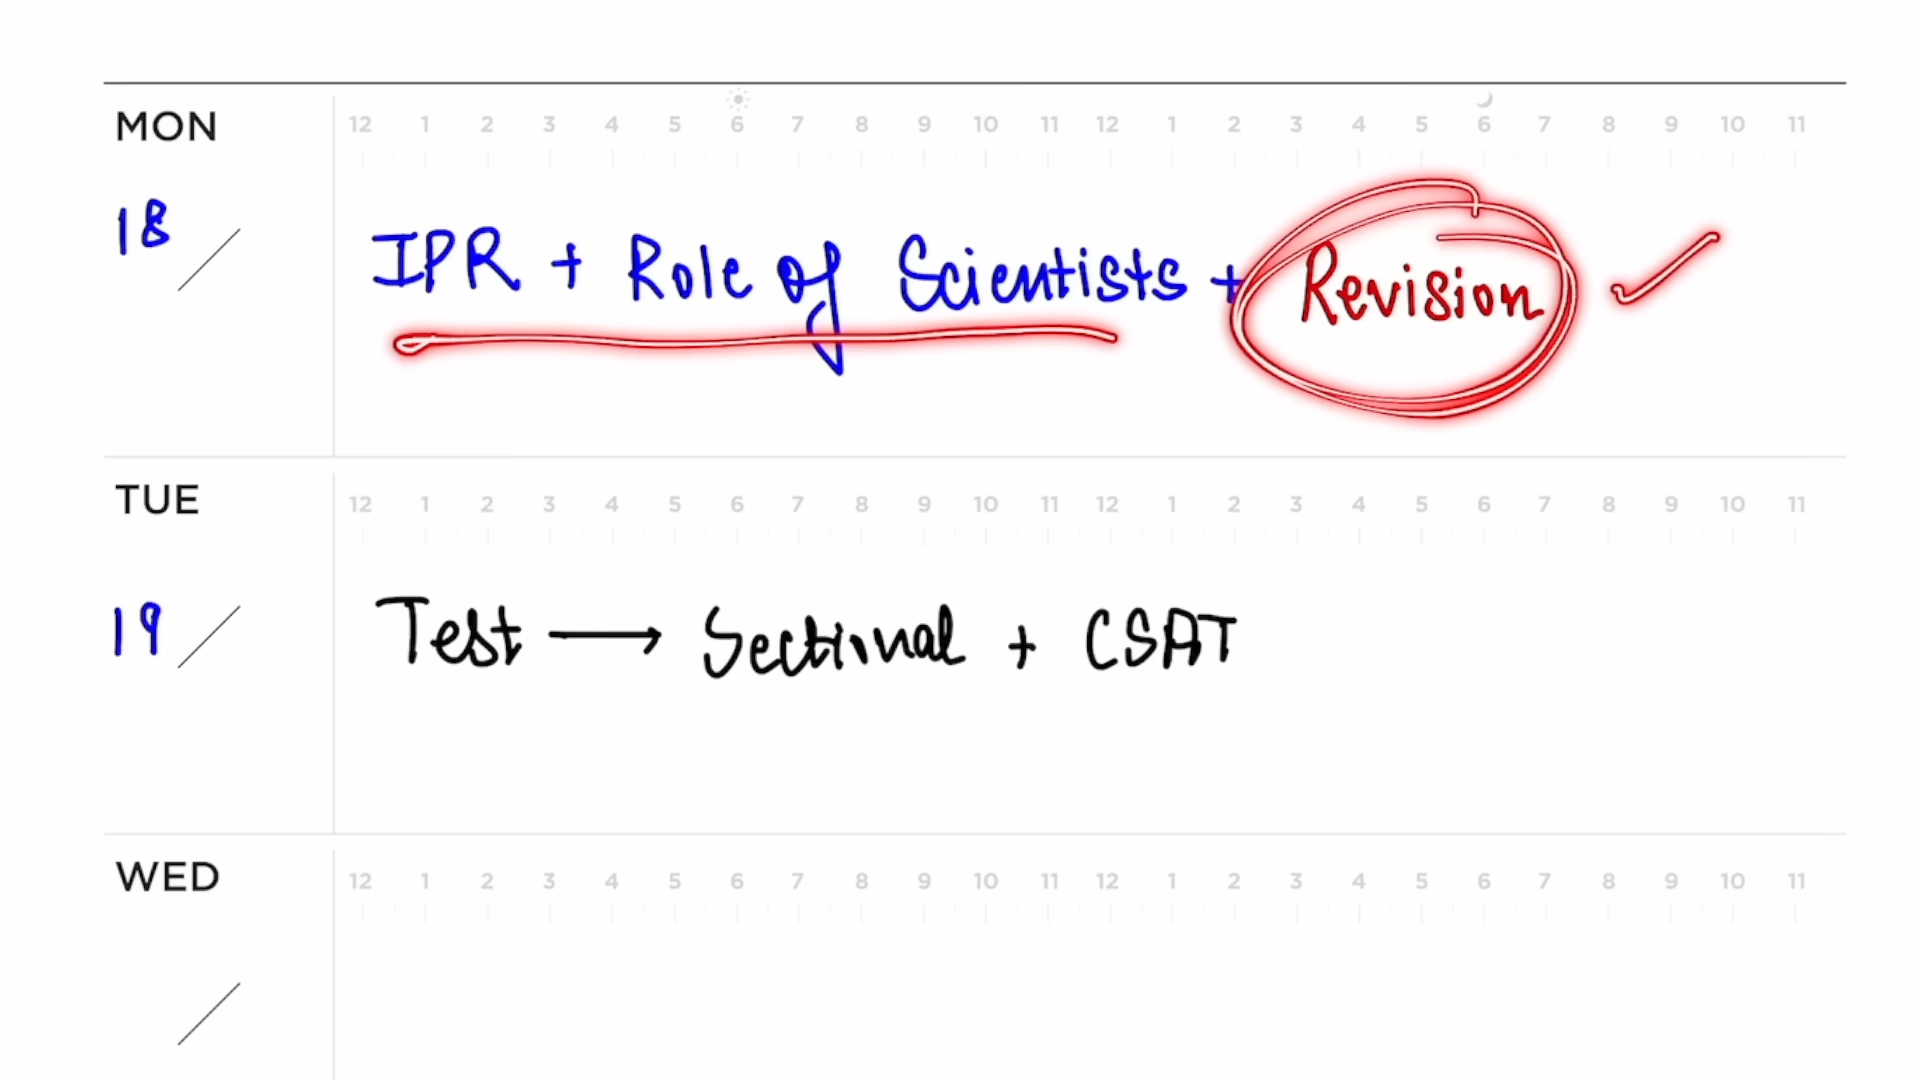 MON
12 1 2 3 4 5 6 7 8 9 10 11 12 1 2 3 4 5 6 7 8 9 10 11
18 / IPR + Role of Scientists + Revision
TUE
12 1 2 3 4 5 6 7 8 9 10 11 12 1 2 3 4 5 6 7 8 9 10 11
19 / Test → Sectional + CSAT
WED
12 1 2 3 4 5 6 7 8 9 10 11 12 1 2 3 4 5 6 7 8 9 10 11
/